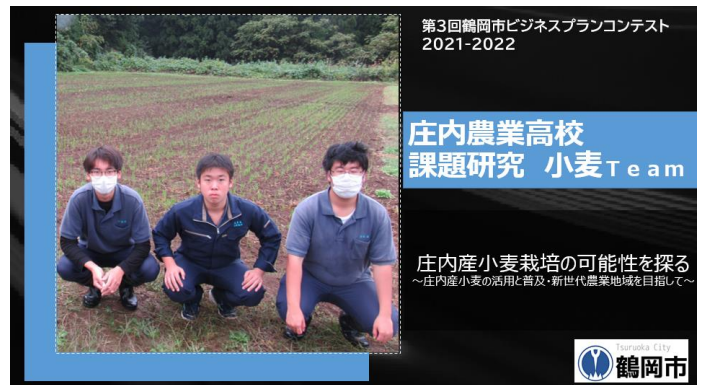 第3回鶴岡市ビジネスプランコンテスト
2021-2022
庄内農業高校
課題研究 小麦Team
庄内産小麦栽培の可能性を探る
～庄内産小麦の活用と普及・新世代農業地域を目指して～
Tsuruoka City
鶴岡市